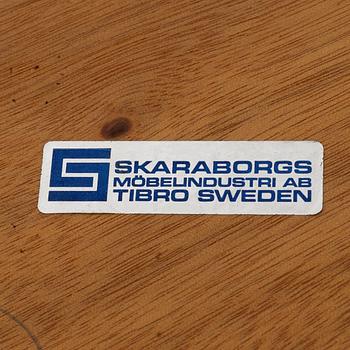 SKARABORGS
MÖBELINDUSTRI AB
TIBRO SWEDEN